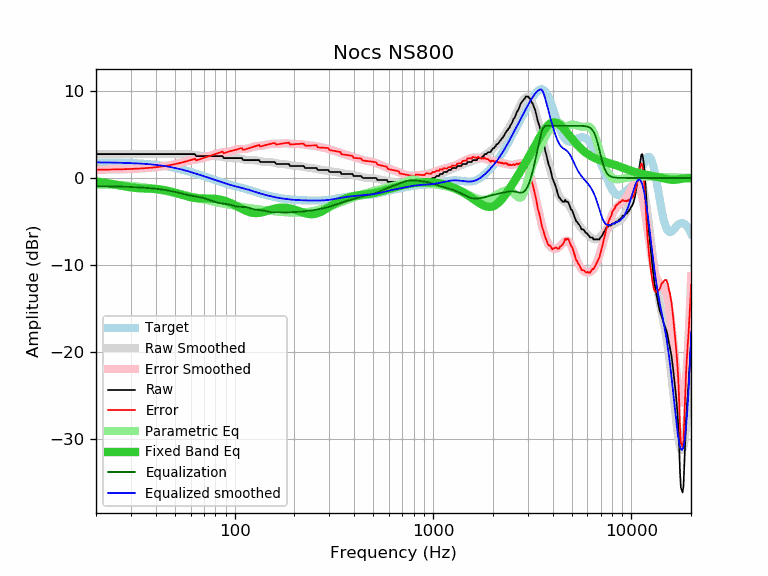 Nocs NS800
10
0
−10
−20
−30
Amplitude (dBr)
Target
Raw Smoothed
Error Smoothed
Raw
Error
Parametric Eq
Fixed Band Eq
Equalization
Equalized smoothed
100
1000
10000
Frequency (Hz)